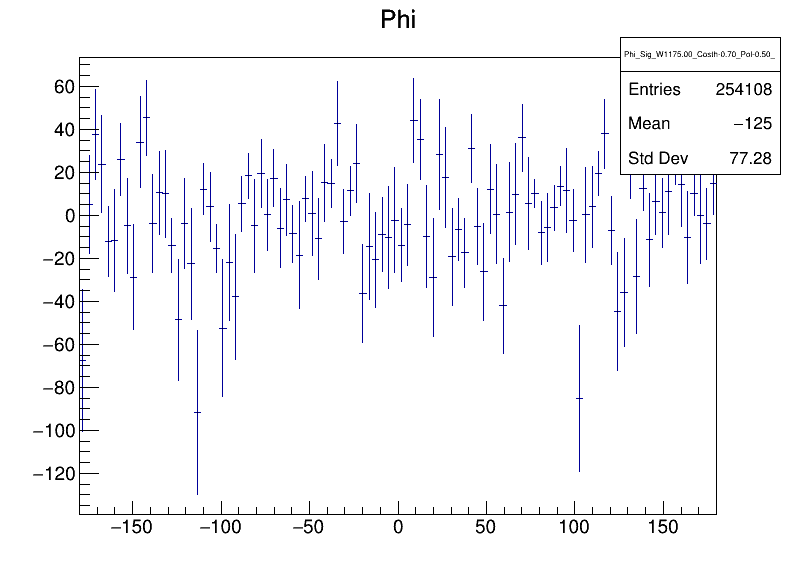 Phi
Phi_Sig_W1175.00_Costh-0.70_Pol-0.50_
Entries 254108
Mean −125
Std Dev 77.28
60
40
20
0
−20
−40
−60
−80
−100
−120
−150 −100 −50 0 50 100 150